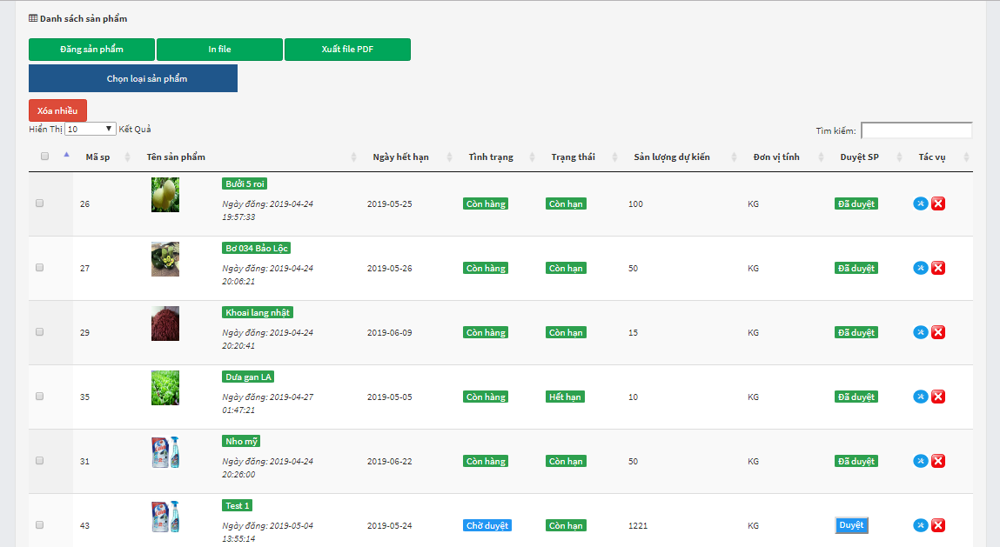 Danh sách sản phẩm
Đăng sản phẩm In file Xuất file PDF
Chọn loại sản phẩm
Xóa nhiều
Hiển Thị 10 Kết Quả Tìm kiếm:
Mã sp Tên sản phẩm Ngày hết hạn Tình trạng Trạng thái Sản lượng dự kiến Đơn vị tính Duyệt SP Tác vụ
Bưởi 5 roi
26 Ngày đăng: 2019-04-24 2019-05-25 Còn hàng Còn hạn 100 KG Đã duyệt
19:57:33
Bơ 034 Bảo Lộc
27 Ngày đăng: 2019-04-24 2019-05-26 Còn hàng Còn hạn 50 KG Đã duyệt
20:06:21
Khoai lang nhật
29 Ngày đăng: 2019-04-24 2019-06-09 Còn hàng Còn hạn 15 KG Đã duyệt
20:20:41
Dưa gan LA
35 Ngày đăng: 2019-04-27 2019-05-05 Còn hàng Hết hạn 10 KG Đã duyệt
01:47:21
Nho mỹ
31 Ngày đăng: 2019-04-24 2019-06-22 Còn hàng Còn hạn 50 KG Đã duyệt
20:26:00
Test 1
43 Ngày đăng: 2019-05-04 2019-05-24 Chờ duyệt Còn hạn 1221 KG Duyệt
13:55:14